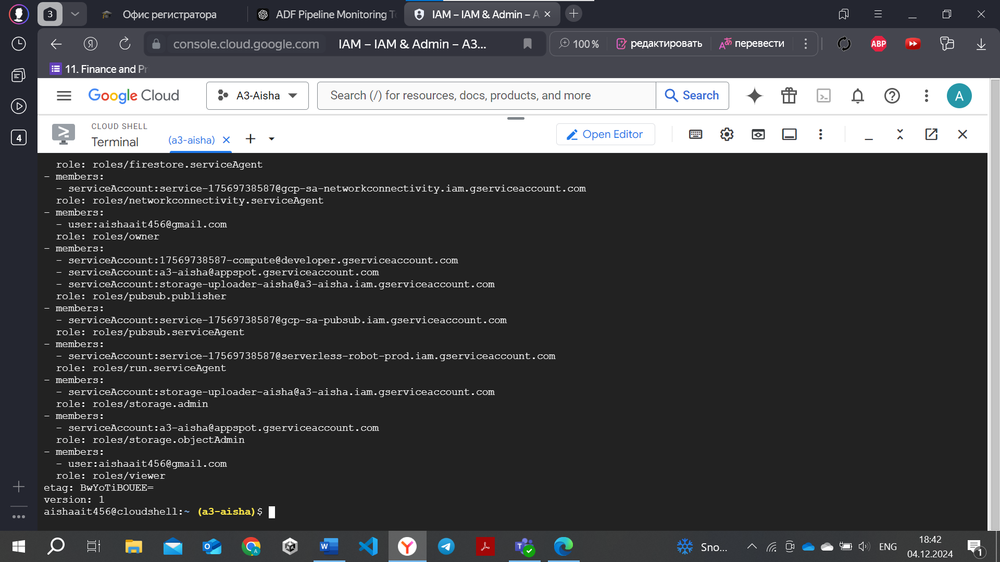 3
Офис регистратора
ADF Pipeline Monitoring T
IAM – IAM & Admin – A
console.cloud.google.com
IAM – IAM & Admin – A3...
100 %
редактировать
перевести
ABP
11. Finance and Pr
4
Google Cloud
A3-Aisha
Search (/) for resources, docs, products, and more
Search
A
CLOUD SHELL
Terminal
(a3-aisha)
Open Editor
role: roles/firestore.serviceAgent
- members:
- serviceAccount:service-17569738587@gcp-sa-networkconnectivity.iam.gserviceaccount.com
role: roles/networkconnectivity.serviceAgent
- members:
- user:aishaait456@gmail.com
role: roles/owner
- members:
- serviceAccount:17569738587-compute@developer.gserviceaccount.com
- serviceAccount:a3-aisha@appspot.gserviceaccount.com
- serviceAccount:storage-uploader-aisha@a3-aisha.iam.gserviceaccount.com
role: roles/pubsub.publisher
- members:
- serviceAccount:service-17569738587@gcp-sa-pubsub.iam.gserviceaccount.com
role: roles/pubsub.serviceAgent
- members:
- serviceAccount:service-17569738587@serverless-robot-prod.iam.gserviceaccount.com
role: roles/run.serviceAgent
- members:
- serviceAccount:storage-uploader-aisha@a3-aisha.iam.gserviceaccount.com
role: roles/storage.admin
- members:
- serviceAccount:a3-aisha@appspot.gserviceaccount.com
role: roles/storage.objectAdmin
- members:
- user:aishaait456@gmail.com
role: roles/viewer
etag: BwYoTiBOUEE=
version: 1
aishaait456@cloudshell:~ (a3-aisha)$
Sno...
ENG
18:42
04.12.2024
1